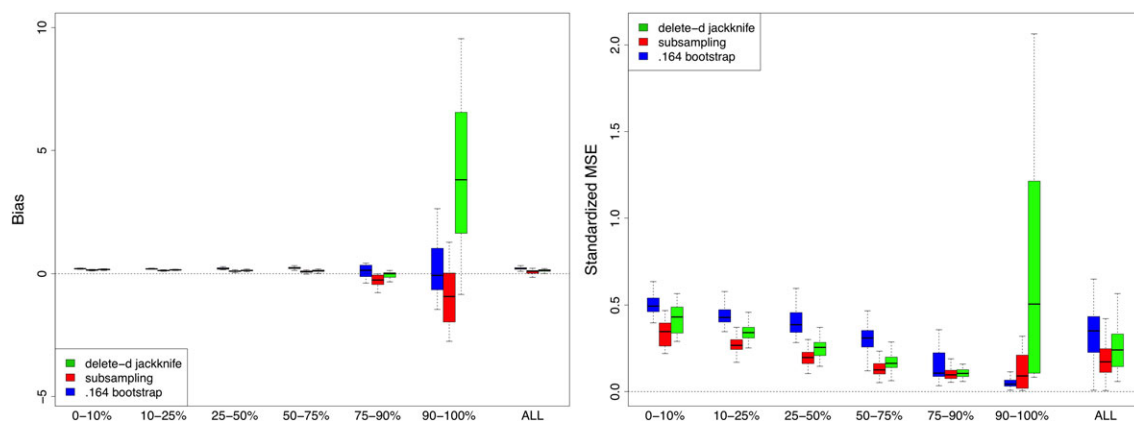 Bias
10
5
0
−5
delete−d jackknife
subsampling
.164 bootstrap
0−10%
10−25%
25−50%
50−75%
75−90%
90−100%
ALL
Standardized MSE
2.0
1.5
1.0
0.5
0.0
delete−d jackknife
subsampling
.164 bootstrap
0−10%
10−25%
25−50%
50−75%
75−90%
90−100%
ALL